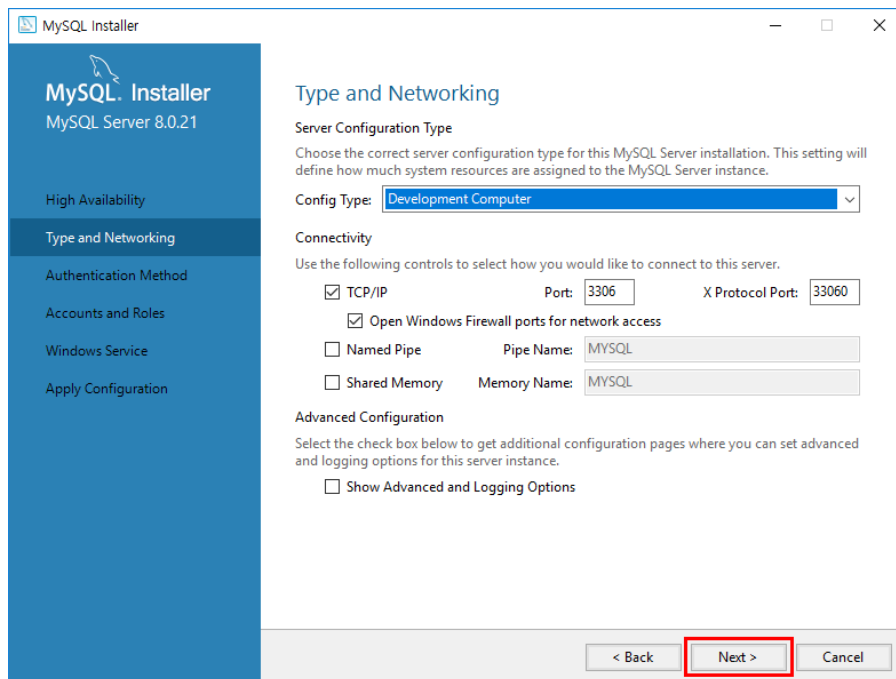 MySQL Installer
MySQL. Installer
MySQL Server 8.0.21
High Availability
Type and Networking
Authentication Method
Accounts and Roles
Windows Service
Apply Configuration
Type and Networking
Server Configuration Type
Choose the correct server configuration type for this MySQL Server installation. This setting will
define how much system resources are assigned to the MySQL Server instance.
Config Type: Development Computer
Connectivity
Use the following controls to select how you would like to connect to this server.
TCP/IP Port: 3306 X Protocol Port: 33060
Open Windows Firewall ports for network access
Named Pipe Pipe Name: MYSQL
Shared Memory Memory Name: MYSQL
Advanced Configuration
Select the check box below to get additional configuration pages where you can set advanced
and logging options for this server instance.
Show Advanced and Logging Options
< Back Next > Cancel